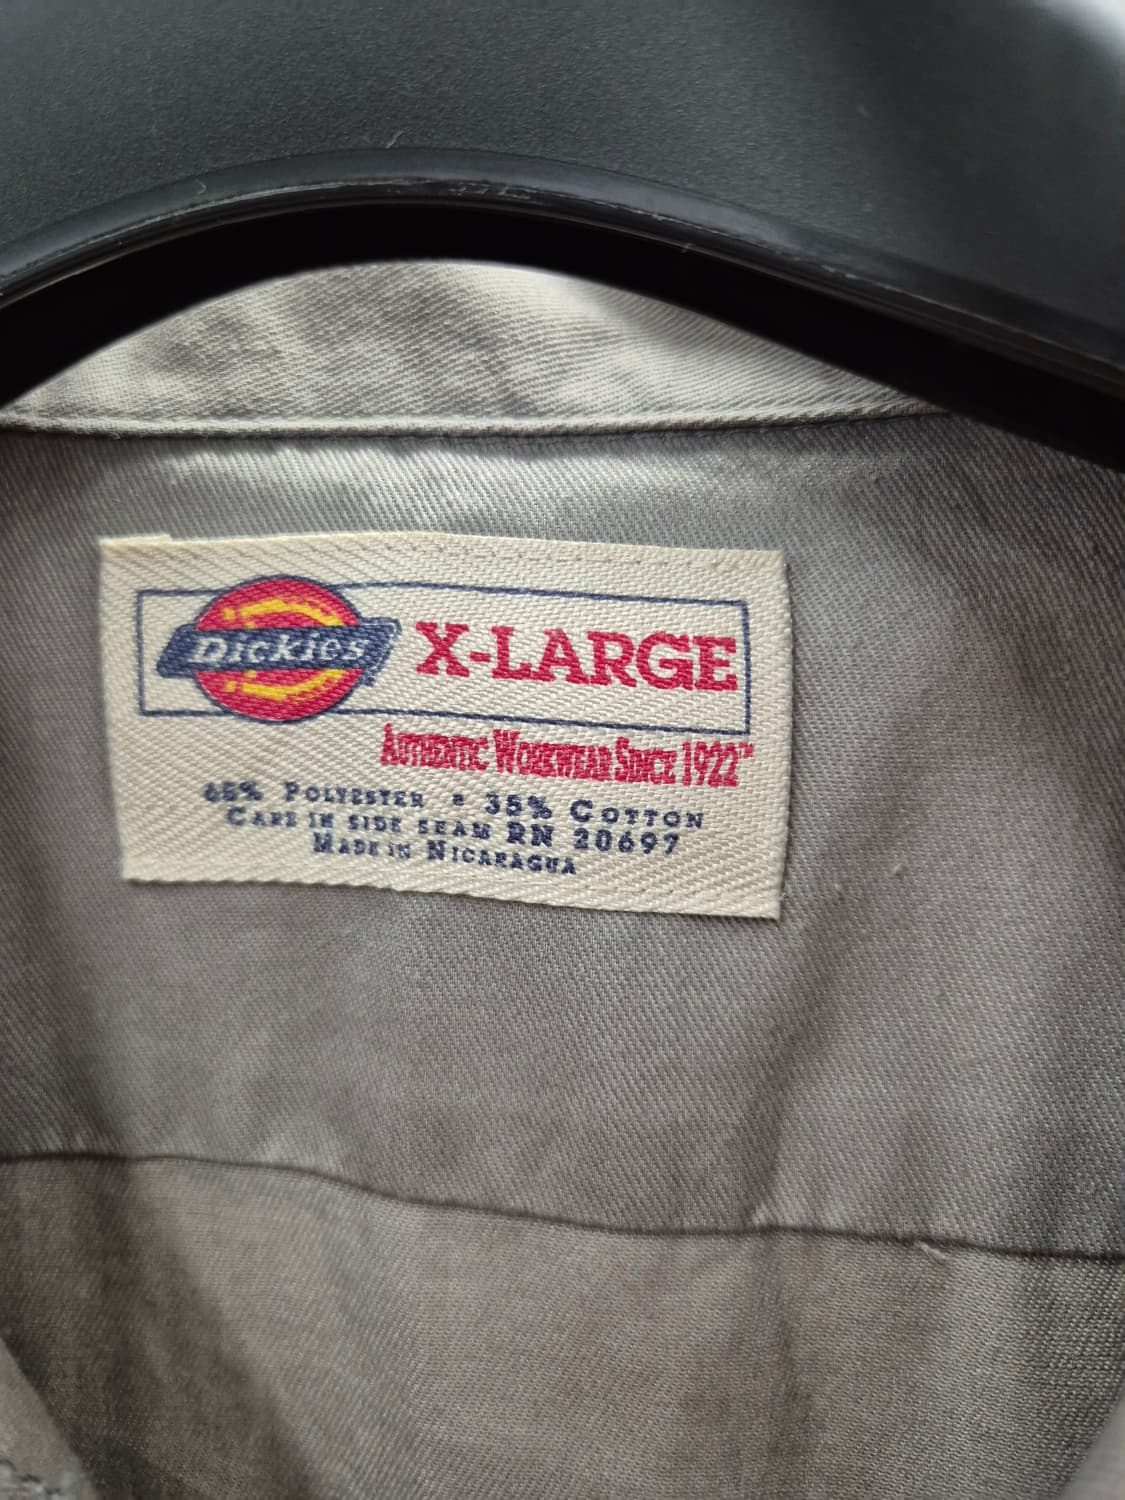 Dickies X-LARGE
AUTHENTIC WORKWEAR SINCE 1922™
65% POLYESTER • 35% COTTON
CARE IN SIDE SEAM RN 20697
MADE IN NICARAGUA